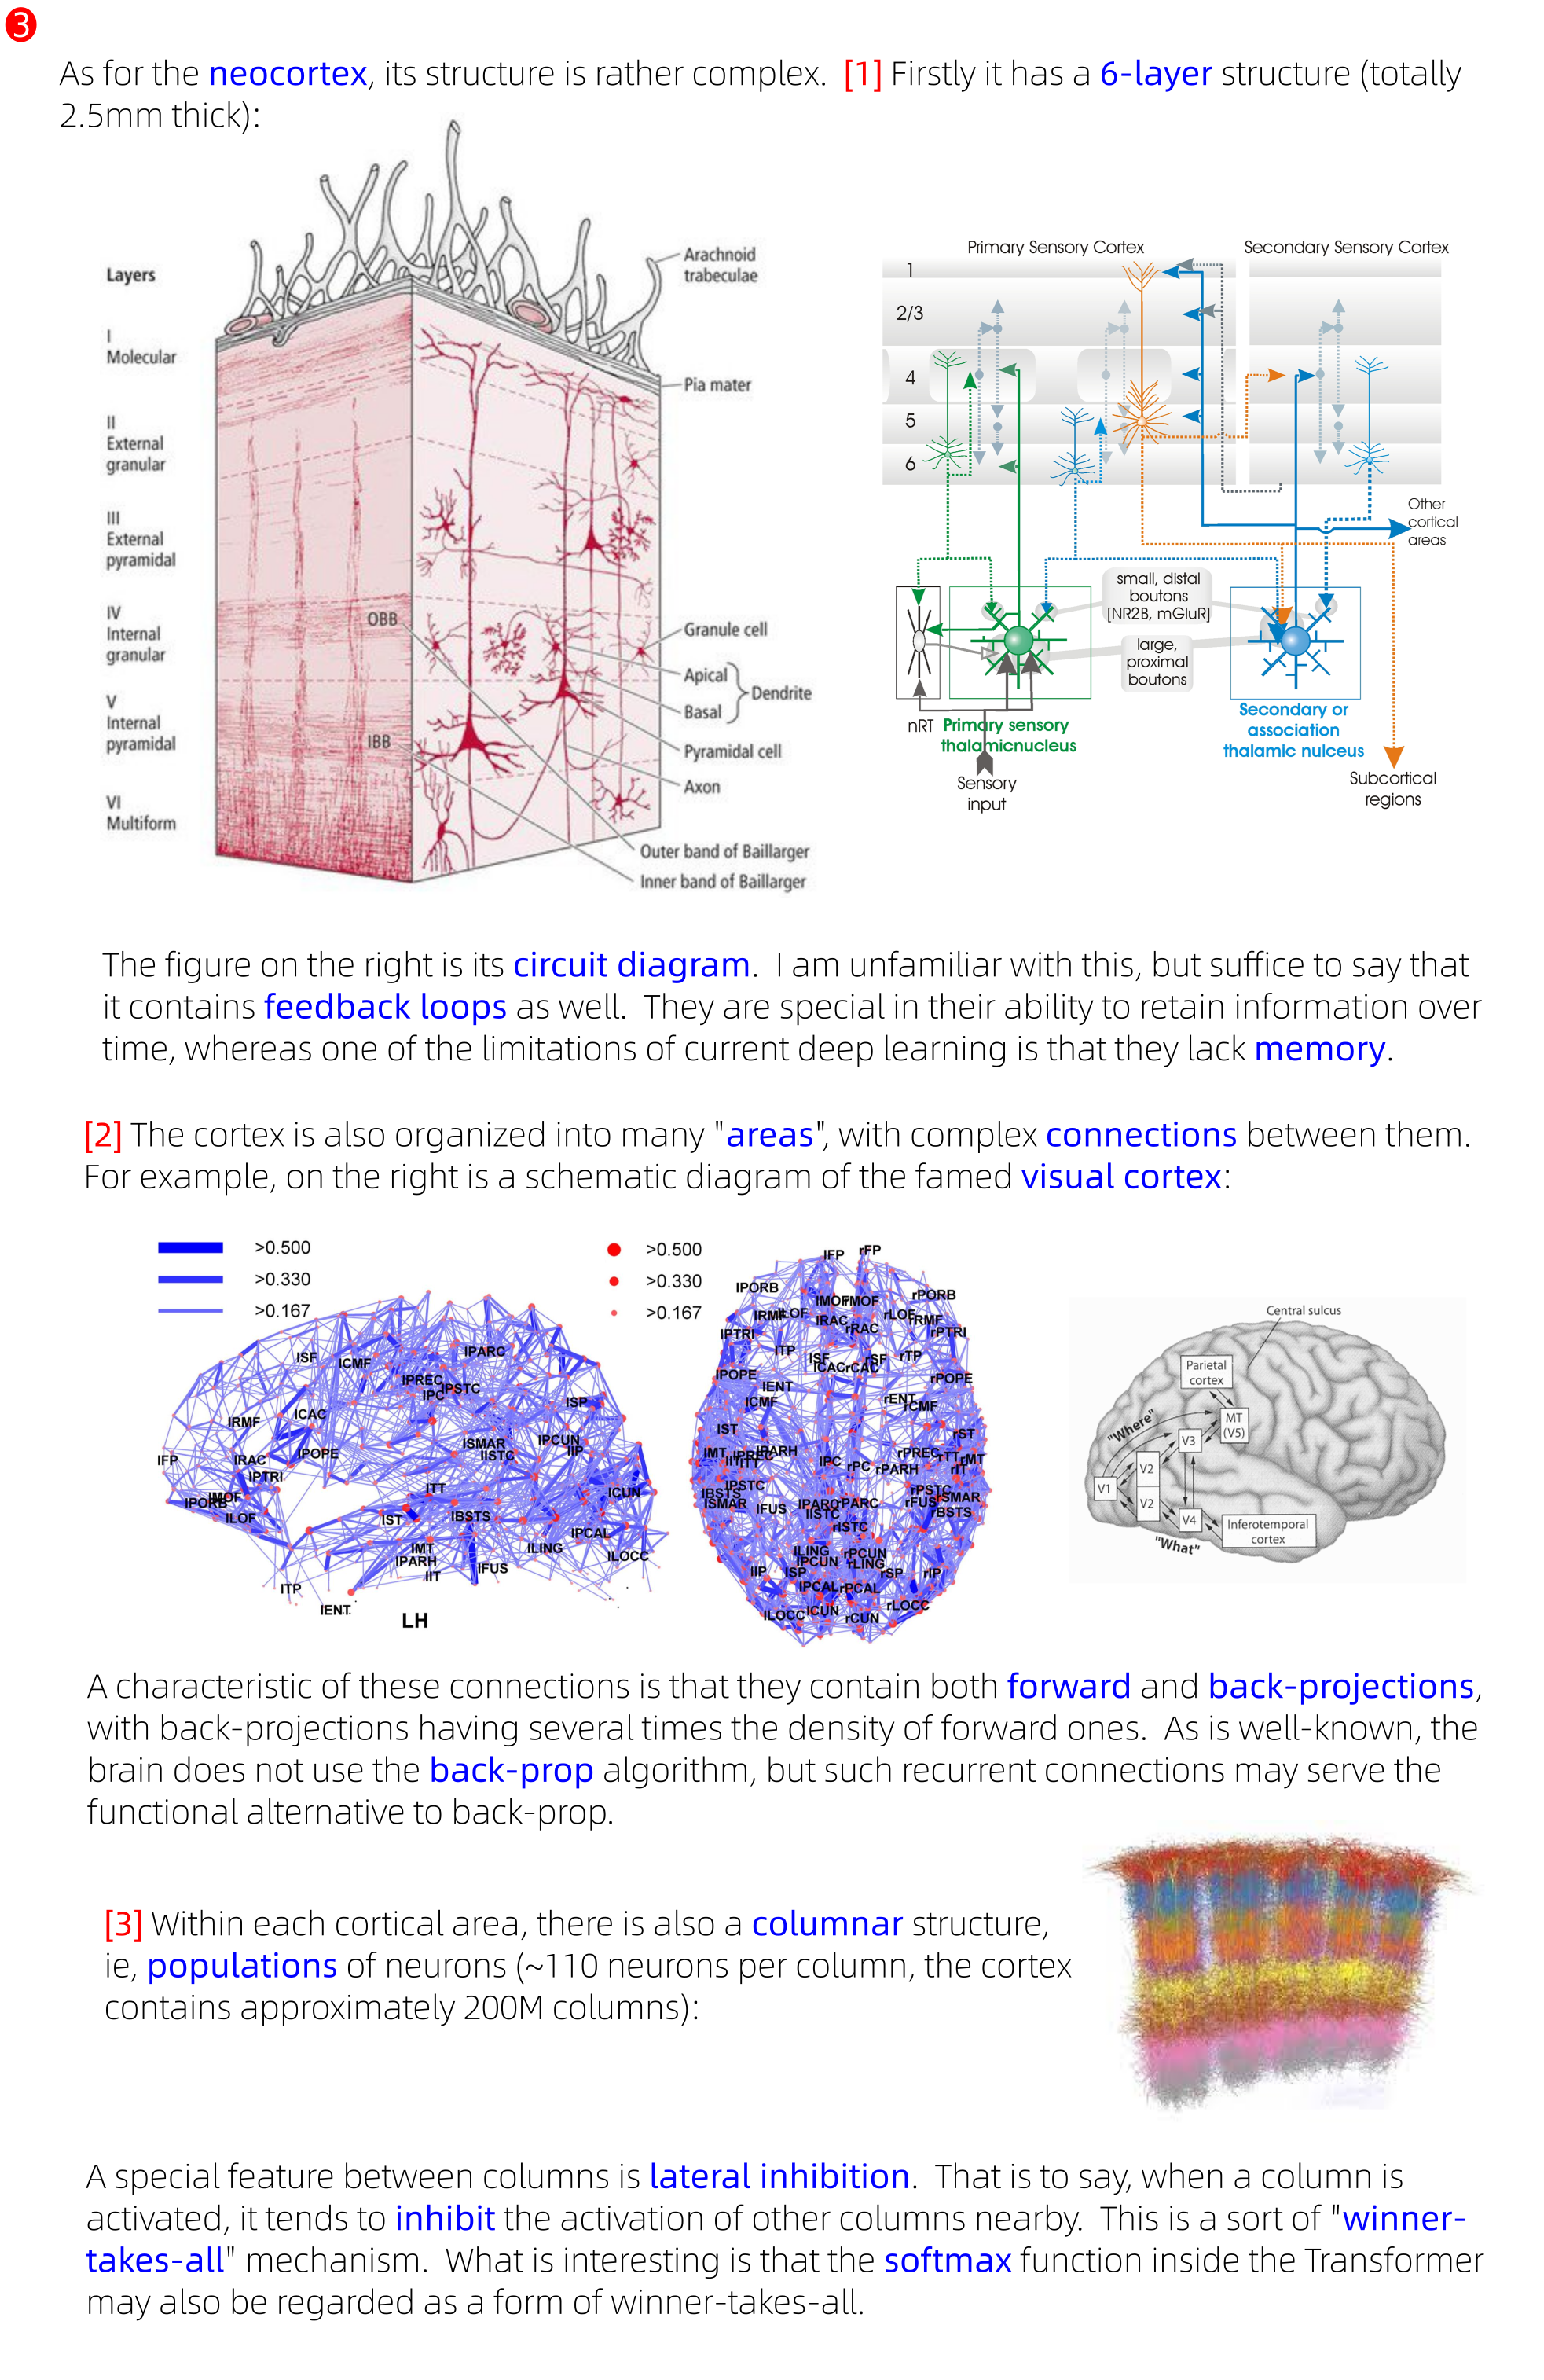 3
As for the neocortex, its structure is rather complex. [1] Firstly it has a 6-layer structure (totally
2.5mm thick):
Layers
I
Molecular
II
External
granular
III
External
pyramidal
IV
Internal
granular
V
Internal
pyramidal
VI
Multiform
OBB
IBB
Arachnoid
trabeculae
Pia mater
Granule cell
Apical
Basal
Dendrite
Pyramidal cell
Axon
Outer band of Baillarger
Inner band of Baillarger
Primary Sensory Cortex
Secondary Sensory Cortex
1
2/3
4
5
6
Other
cortical
areas
small, distal
boutons
[NR2B, mGluR]
large,
proximal
boutons
nRT
Primary sensory
thalamicnucleus
Secondary or
association
thalamic nulceus
Sensory
input
Subcortical
regions
The figure on the right is its circuit diagram. I am unfamiliar with this, but suffice to say that
it contains feedback loops as well. They are special in their ability to retain information over
time, whereas one of the limitations of current deep learning is that they lack memory.
[2] The cortex is also organized into many "areas", with complex connections between them.
For example, on the right is a schematic diagram of the famed visual cortex:
>0.500
>0.330
>0.167
>0.500
>0.330
>0.167
lSF
lCMF
lPARC
lPREC
lPSTC
lPC
lSP
lRMF
lCAC
lPOPE
lSMAR
lISTC
lPCUN
lIP
lFP
lRAC
lPTRI
lMOF
lPORB
lLOF
lTT
lCUN
lST
lBSTS
lPCAL
lMT
lPARH
lIT
lLING
lLOCC
lFUS
lTP
lENT
LH
lFP
rFP
lPORB
lMOF
rMOF
rPORB
lRMF
lLOF
lRAC
rRAC
rLOF
rRMF
lPTRI
rPTRI
lTP
lSF
rSF
rTP
lCAC
rCAC
lPOPE
rPOPE
lENT
lCMF
rENT
rCMF
lST
rST
lMT
lPREC
lPARH
lTT
lPC
rPC
rPARH
rPREC
rTT
rMT
rIT
lPSTC
lBSTS
lSMAR
lFUS
lPARC
rPARC
lISTC
rISTC
rPSTC
rFUS
rSMAR
rBSTS
lLING
lPCUN
rPCUN
rLING
lIP
lSP
rSP
rIP
lPCAL
rPCAL
lLOCC
lCUN
rCUN
rLOCC
Central sulcus
Parietal
cortex
"Where"
MT
(V5)
V3
V2
V1
V2
V4
Inferotemporal
cortex
"What"
A characteristic of these connections is that they contain both forward and back-projections,
with back-projections having several times the density of forward ones. As is well-known, the
brain does not use the back-prop algorithm, but such recurrent connections may serve the
functional alternative to back-prop.
[3] Within each cortical area, there is also a columnar structure,
ie, populations of neurons (~110 neurons per column, the cortex
contains approximately 200M columns):
A special feature between columns is lateral inhibition. That is to say, when a column is
activated, it tends to inhibit the activation of other columns nearby. This is a sort of "winner-
takes-all" mechanism. What is interesting is that the softmax function inside the Transformer
may also be regarded as a form of winner-takes-all.